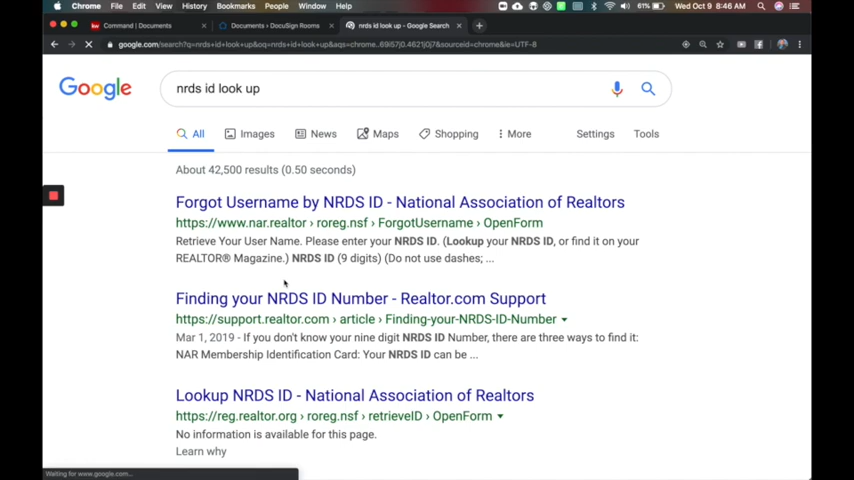 Chrome File Edit View History Bookmarks People Window Help
61% Wed Oct 9 8:46 AM
Command | Documents
Documents › DocuSign Rooms
nrds id look up - Google Search
google.com/search?q=nrds+id+look+up&oq=nrds+id+look+up&aqs=chrome..69i57j0.4621j0j7&sourceid=chrome&ie=UTF-8
Google
nrds id look up
All Images News Maps Shopping More Settings Tools
About 42,500 results (0.50 seconds)
Forgot Username by NRDS ID - National Association of Realtors
https://www.nar.realtor › roreg.nsf › ForgotUsername › OpenForm
Retrieve Your User Name. Please enter your NRDS ID. (Lookup your NRDS ID, or find it on your
REALTOR® Magazine.) NRDS ID (9 digits) (Do not use dashes; ...
Finding your NRDS ID Number - Realtor.com Support
https://support.realtor.com › article › Finding-your-NRDS-ID-Number
Mar 1, 2019 - If you don't know your nine digit NRDS ID Number, there are three ways to find it:
NAR Membership Identification Card: Your NRDS ID can be ...
Lookup NRDS ID - National Association of Realtors
https://reg.realtor.org › roreg.nsf › retrieveID › OpenForm
No information is available for this page.
Learn why
Waiting for www.google.com...